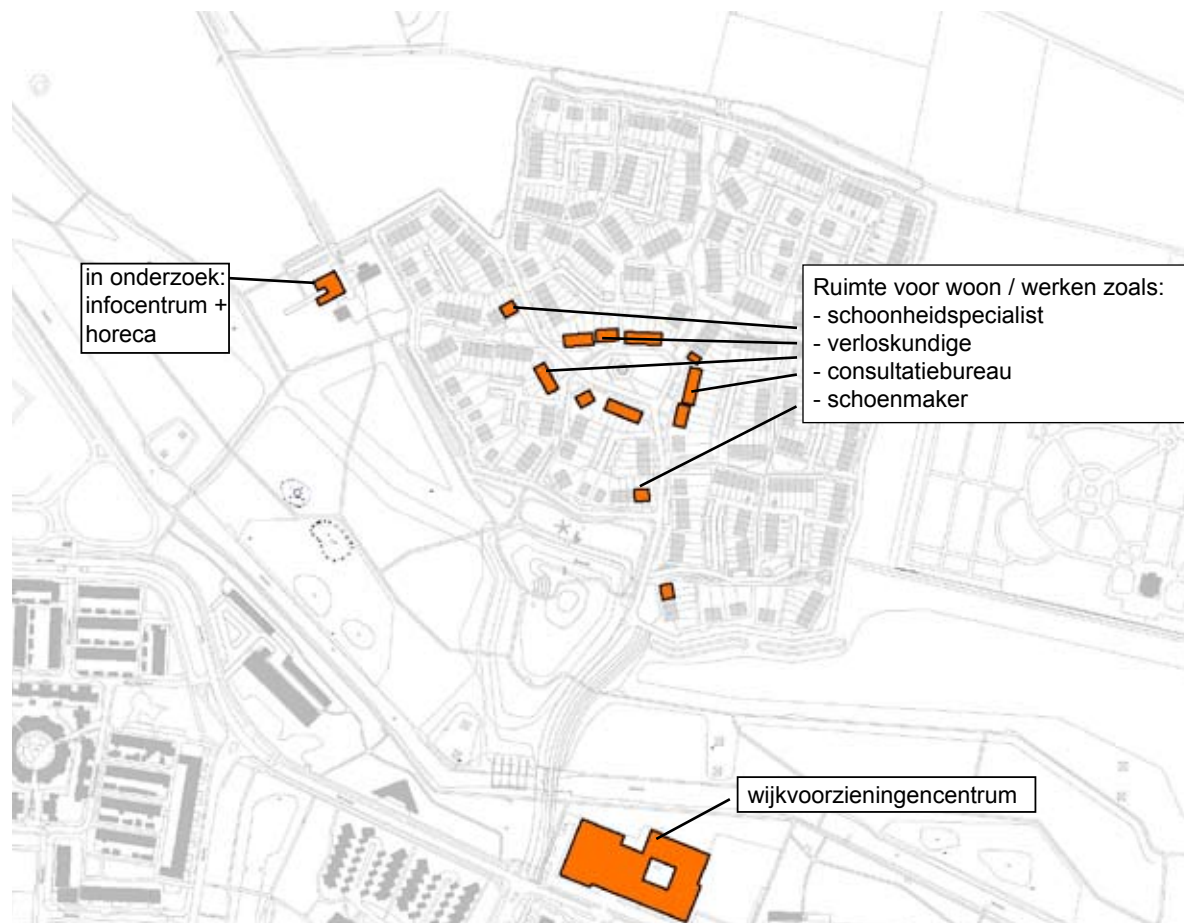 in onderzoek:
infocentrum +
horeca
Ruimte voor woon / werken zoals:
- schoonheidspecialist
- verloskundige
- consultatiebureau
- schoenmaker
wijkvoorzieningencentrum